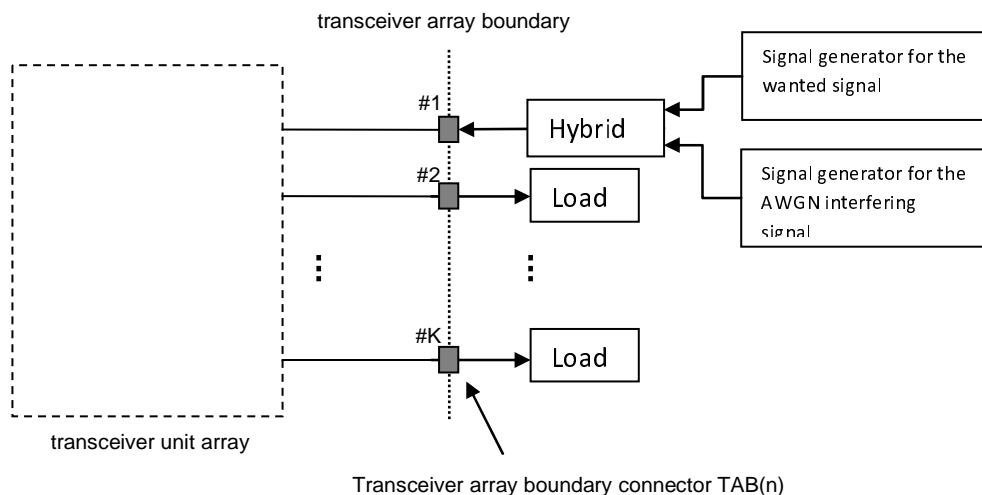 transceiver array boundary
Signal generator for the
wanted signal
#1
Hybrid
Signal generator for the
AWGN interfering
signal
#2
Load
#K
Load
transceiver unit array
Transceiver array boundary connector TAB(n)